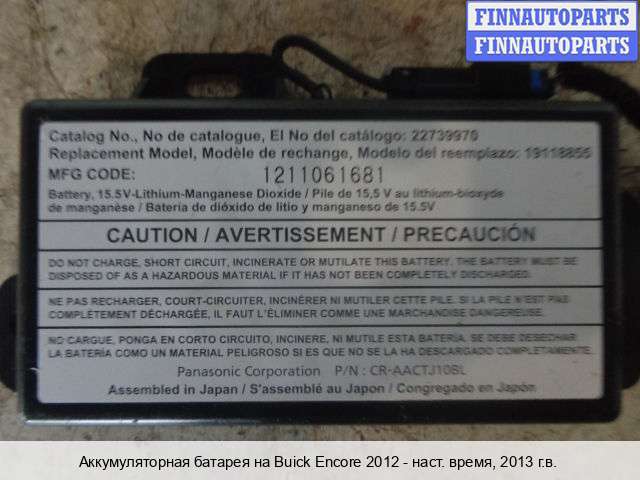 FINNAUTOPARTS
FINNAUTOPARTS
Catalog No., No de catalogue, El No del catálogo: 22739970
Replacement Model, Modèle de rechange, Modelo del reemplazo: 19118855
MFG CODE: 1211061681
Battery, 15.5V-Lithium-Manganese Dioxide / Pile de 15,5 V au lithium-bioxyde
de manganèse / Batería de dióxido de litio y manganeso de 15.5V
CAUTION / AVERTISSEMENT / PRECAUCIÓN
DO NOT CHARGE, SHORT CIRCUIT, INCINERATE OR MUTILATE THIS BATTERY. THE BATTERY MUST BE
DISPOSED OF AS A HAZARDOUS MATERIAL IF IT HAS NOT BEEN COMPLETELY DISCHARGED.
NE PAS RECHARGER, COURT-CIRCUITER, INCINÉRER NI MUTILER CETTE PILE. SI LA PILE N'EST PAS
COMPLÈTEMENT DÉCHARGÉE, IL FAUT L'ÉLIMINER COMME UNE MARCHANDISE DANGEREUSE.
NO CARGUE, PONGA EN CORTO CIRCUITO, INCINERE, NI MUTILE ESTA BATERÍA. SE DEBE DESECHAR
LA BATERÍA COMO UN MATERIAL PELIGROSO SI ES QUE NO SE HA DESCARGADO COMPLETAMENTE.
Panasonic Corporation P/N : CR-AACTJ10BL
Assembled in Japan / S'assemblé au Japon / Congregado en Japón
Аккумуляторная батарея на Buick Encore 2012 - наст. время, 2013 г.в.